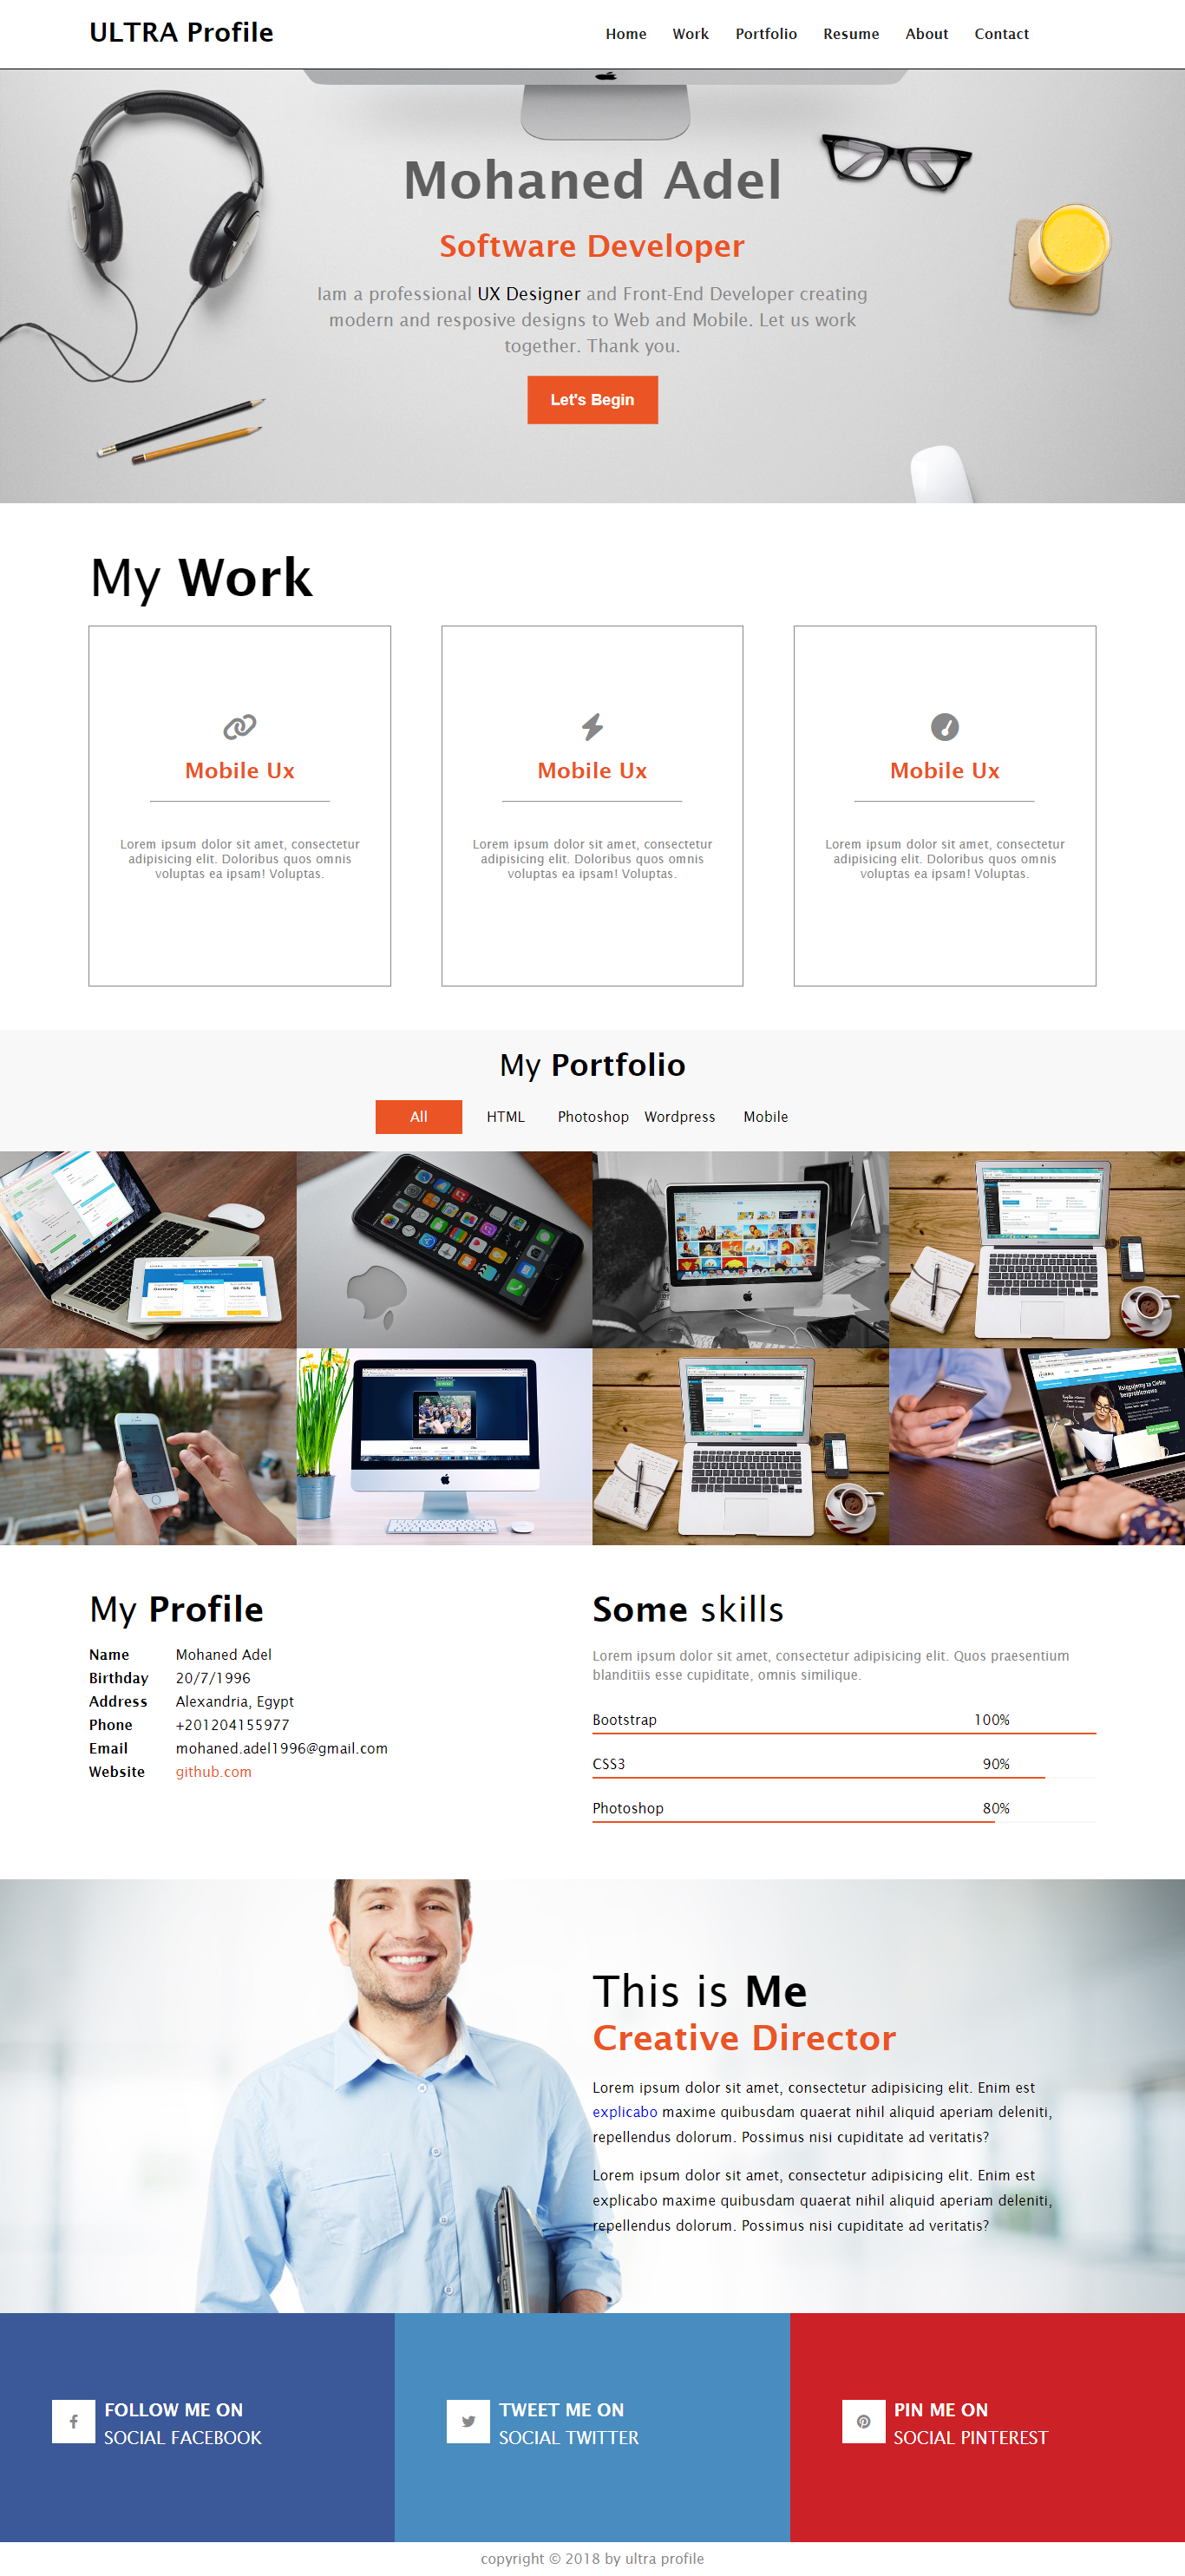 ULTRA Profile
Home Work Portfolio Resume About Contact
Mohaned Adel
Software Developer
Iam a professional UX Designer and Front-End Developer creating
modern and resposive designs to Web and Mobile. Let us work
together. Thank you.
Let's Begin
My Work
Mobile Ux
Lorem ipsum dolor sit amet, consectetur
adipisicing elit. Doloribus quos omnis
voluptas ea ipsam! Voluptas.
Mobile Ux
Lorem ipsum dolor sit amet, consectetur
adipisicing elit. Doloribus quos omnis
voluptas ea ipsam! Voluptas.
Mobile Ux
Lorem ipsum dolor sit amet, consectetur
adipisicing elit. Doloribus quos omnis
voluptas ea ipsam! Voluptas.
My Portfolio
All HTML Photoshop Wordpress Mobile
My Profile
Name Mohaned Adel
Birthday 20/7/1996
Address Alexandria, Egypt
Phone +201204155977
Email mohaned.adel1996@gmail.com
Website github.com
Some skills
Lorem ipsum dolor sit amet, consectetur adipisicing elit. Quos praesentium
blanditiis esse cupiditate, omnis similique.
Bootstrap 100%
CSS3 90%
Photoshop 80%
This is Me
Creative Director
Lorem ipsum dolor sit amet, consectetur adipisicing elit. Enim est
explicabo maxime quibusdam quaerat nihil aliquid aperiam deleniti,
repellendus dolorum. Possimus nisi cupiditate ad veritatis?
Lorem ipsum dolor sit amet, consectetur adipisicing elit. Enim est
explicabo maxime quibusdam quaerat nihil aliquid aperiam deleniti,
repellendus dolorum. Possimus nisi cupiditate ad veritatis?
FOLLOW ME ON
SOCIAL FACEBOOK
TWEET ME ON
SOCIAL TWITTER
PIN ME ON
SOCIAL PINTEREST
copyright © 2018 by ultra profile